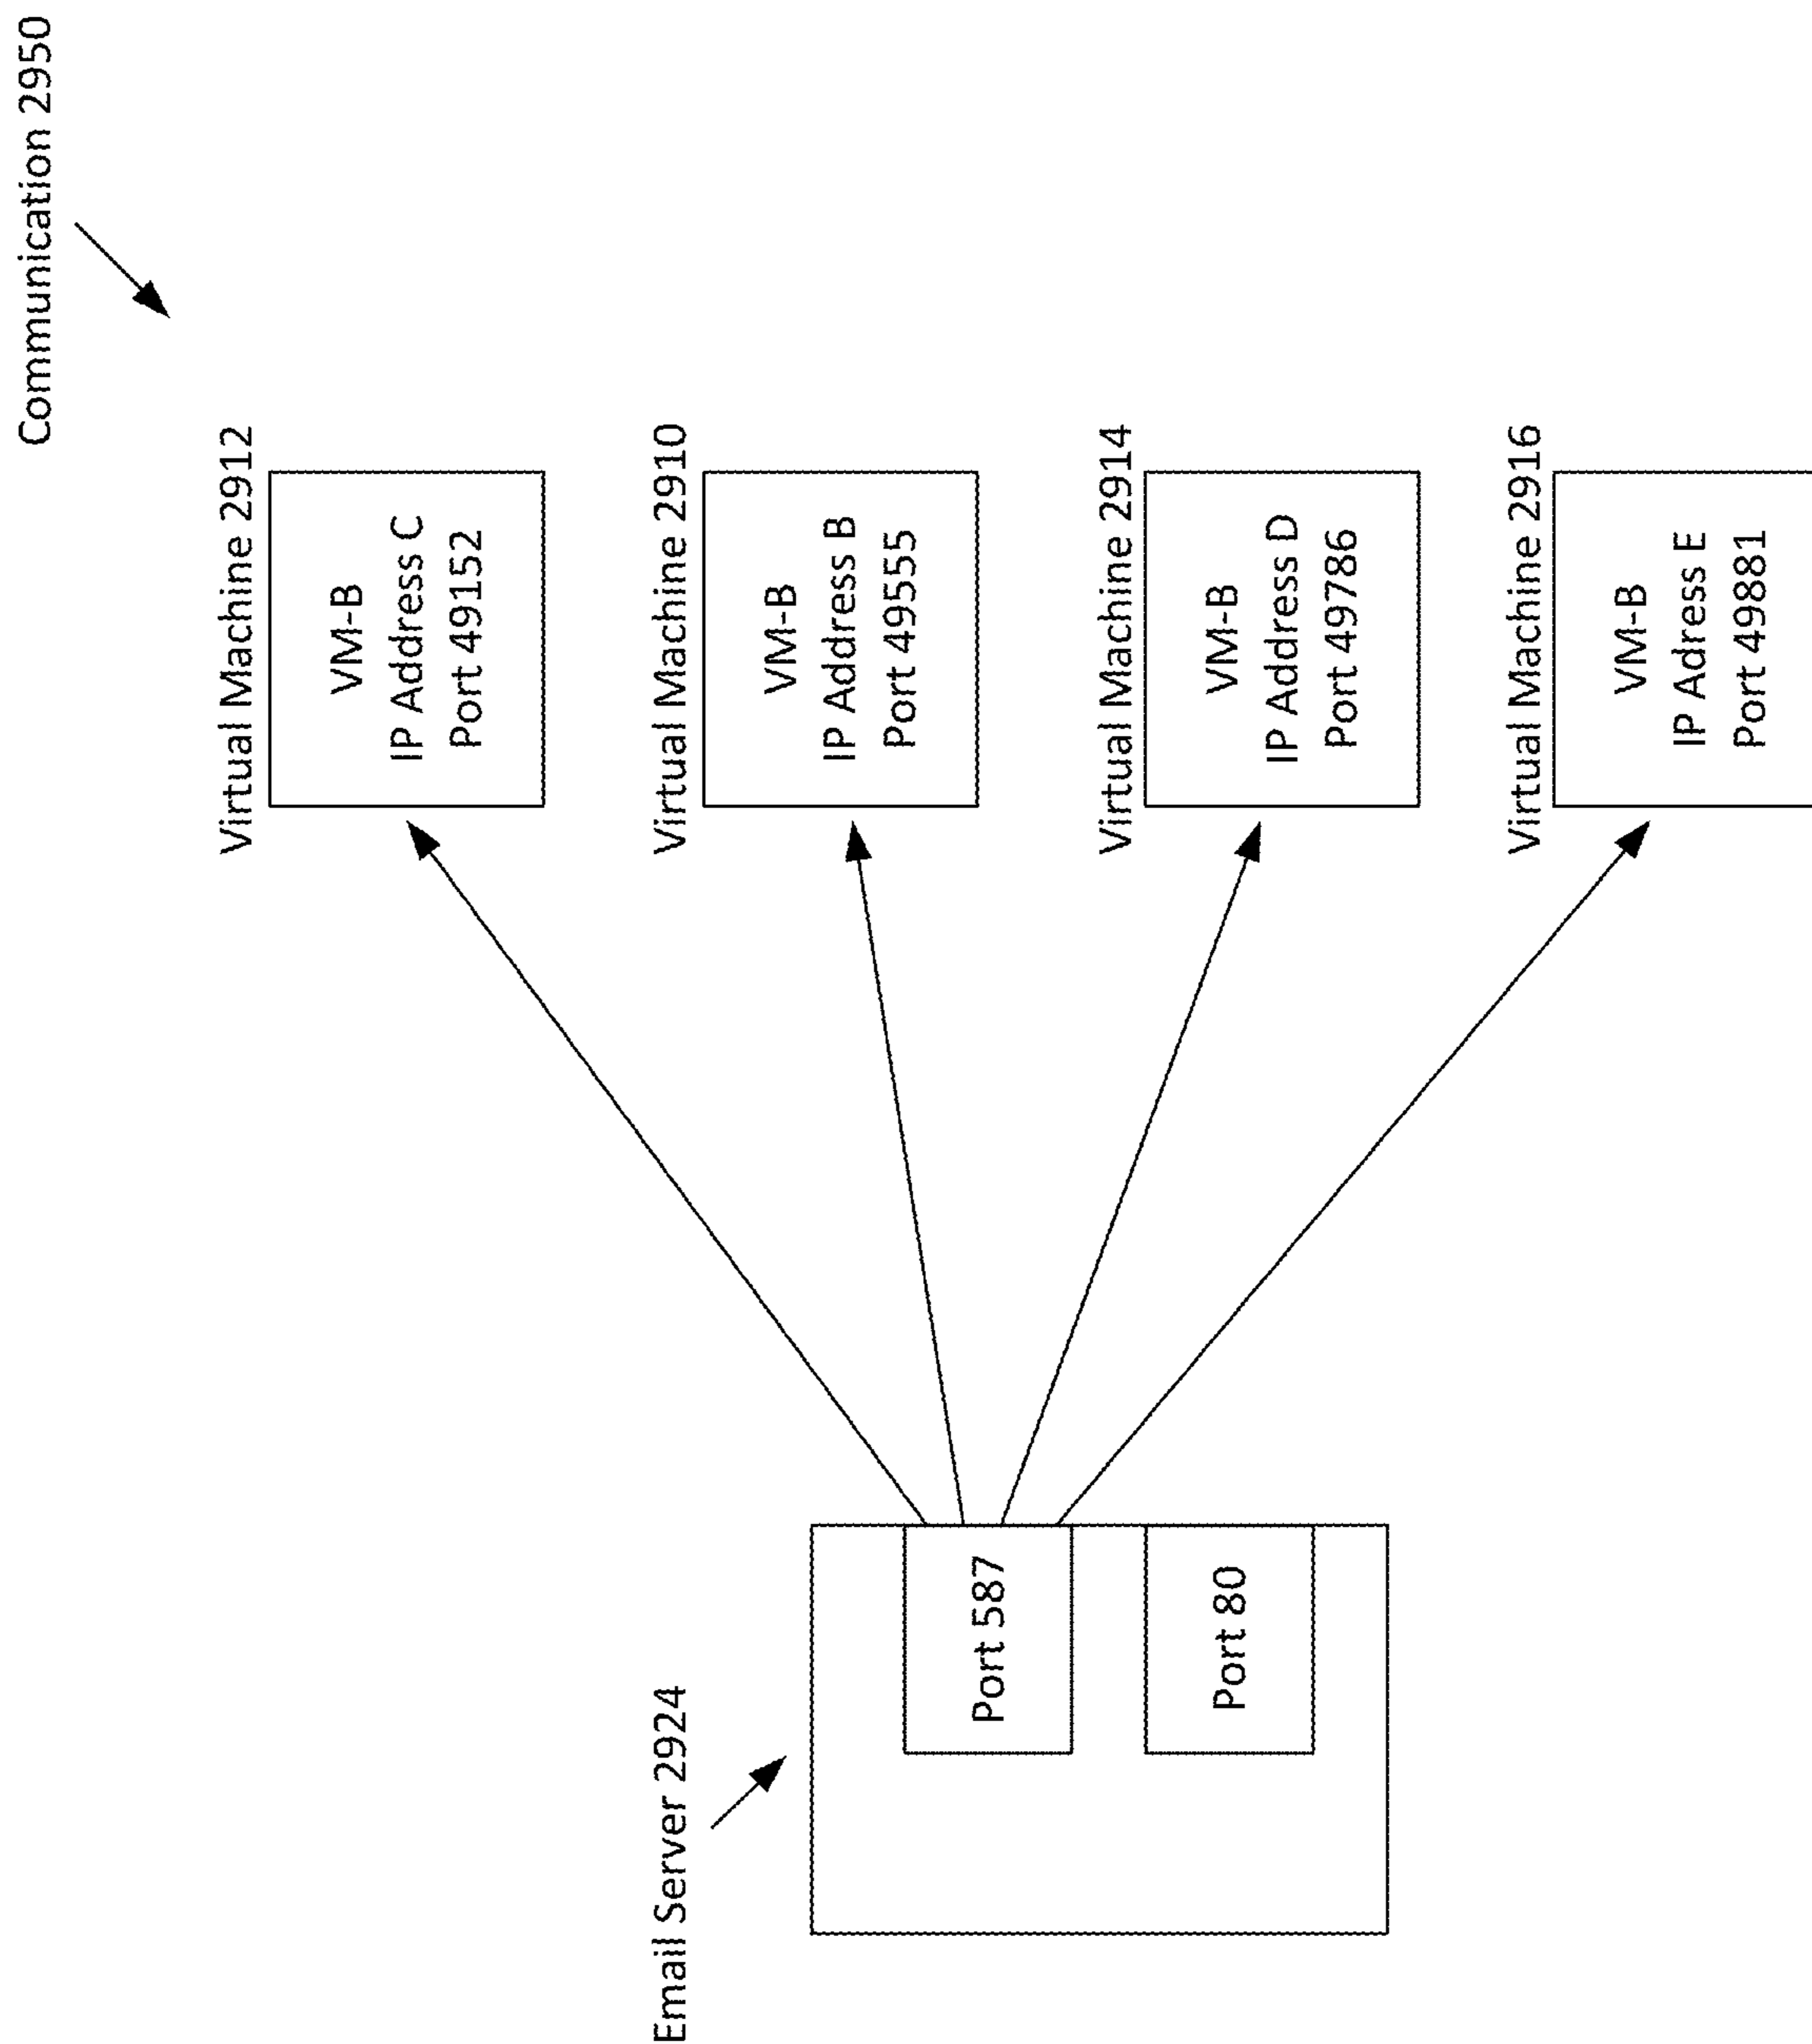 Communication 2950
Virtual Machine 2912
VM-B
IP Address C
Port 49152
Virtual Machine 2910
VM-B
IP Address B
Port 49555
Email Server 2924
Port 587
Port 80
Virtual Machine 2914
VM-B
IP Address D
Port 49786
Virtual Machine 2916
VM-B
IP Adress E
Port 49881